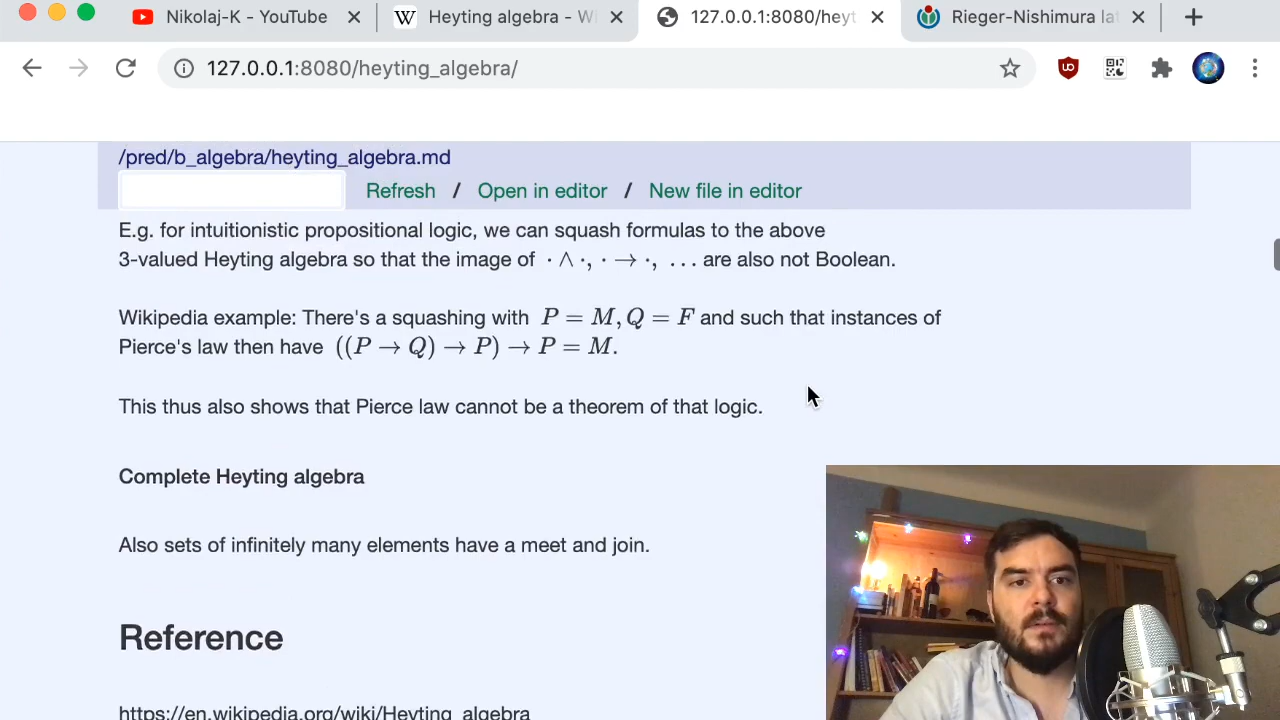 Nikolaj-K - YouTube
W Heyting algebra - W
127.0.0.1:8080/heyt
Rieger-Nishimura la
127.0.0.1:8080/heyting_algebra/
/pred/b_algebra/heyting_algebra.md
Refresh / Open in editor / New file in editor
E.g. for intuitionistic propositional logic, we can squash formulas to the above
3-valued Heyting algebra so that the image of · ∧ ·, · → ·, ... are also not Boolean.
Wikipedia example: There's a squashing with P = M, Q = F and such that instances of
Pierce's law then have ((P → Q) → P) → P = M.
This thus also shows that Pierce law cannot be a theorem of that logic.
Complete Heyting algebra
Also sets of infinitely many elements have a meet and join.
Reference
https://en.wikipedia.org/wiki/Heyting_algebra